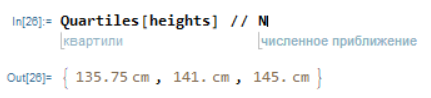 In[26]:= Quartiles[heights] // N
квартили численное приближение
Out[26]= { 135.75 cm , 141. cm , 145. cm }